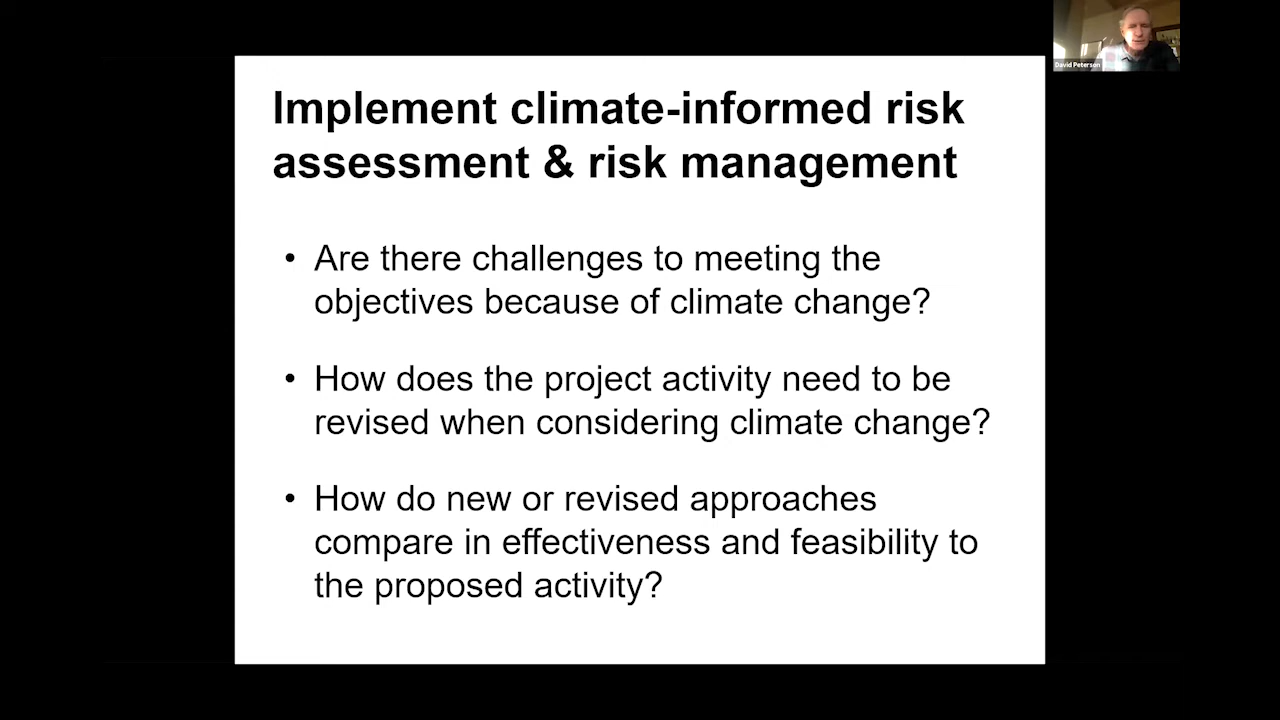 Implement climate-informed risk
assessment & risk management
• Are there challenges to meeting the
objectives because of climate change?
• How does the project activity need to be
revised when considering climate change?
• How do new or revised approaches
compare in effectiveness and feasibility to
the proposed activity?
David Peterson